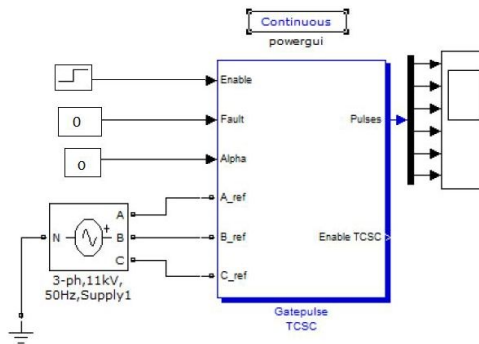 Continuous
powergui
Enable
0
Fault
Pulses
0
Alpha
A_ref
A
N
+
B
B_ref
Enable TCSC
C
C_ref
3-ph,11kV,
50Hz,Supply1
Gatepulse
TCSC